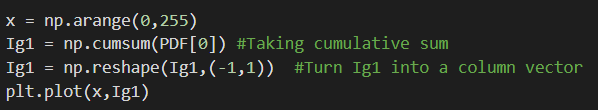 x = np.arange(0,255)
Ig1 = np.cumsum(PDF[0]) #Taking cumulative sum
Ig1 = np.reshape(Ig1,(-1,1))  #Turn Ig1 into a column vector
plt.plot(x,Ig1)